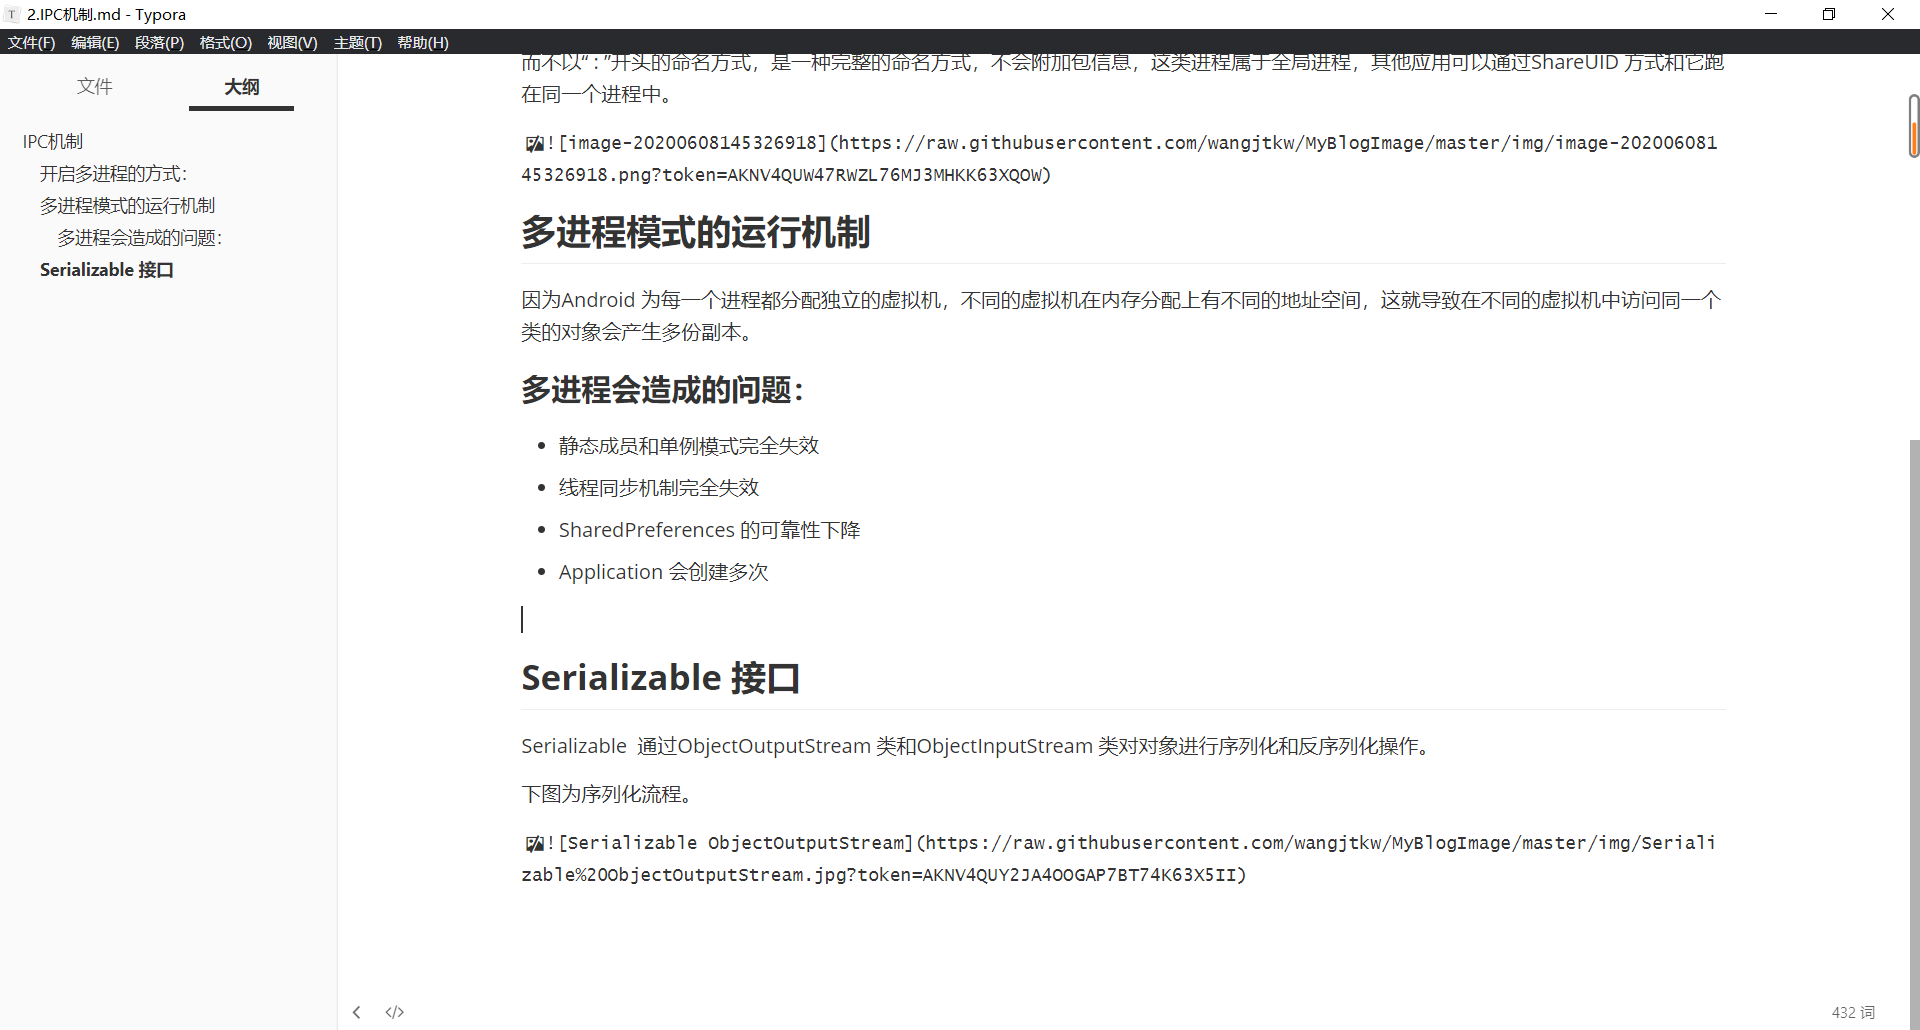 2.IPC机制.md - Typora
文件(F) 编辑(E) 段落(P) 格式(O) 视图(V) 主题(T) 帮助(H)
文件 大纲
IPC机制
开启多进程的方式：
多进程模式的运行机制
多进程会造成的问题：
Serializable 接口
而不以“ : ”开头的命名方式，是一种完整的命名方式，不会附加包信息，这类进程属于全局进程，其他应用可以通过ShareUID 方式和它跑
在同一个进程中。
![image-20200608145326918](https://raw.githubusercontent.com/wangjtkw/MyBlogImage/master/img/image-202006081
45326918.png?token=AKNV4QUW47RWZL76MJ3MHKK63XQOW)
多进程模式的运行机制
因为Android 为每一个进程都分配独立的虚拟机，不同的虚拟机在内存分配上有不同的地址空间，这就导致在不同的虚拟机中访问同一个
类的对象会产生多份副本。
多进程会造成的问题：
• 静态成员和单例模式完全失效
• 线程同步机制完全失效
• SharedPreferences 的可靠性下降
• Application 会创建多次
Serializable 接口
Serializable 通过ObjectOutputStream 类和ObjectInputStream 类对对象进行序列化和反序列化操作。
下图为序列化流程。
![Serializable ObjectOutputStream](https://raw.githubusercontent.com/wangjtkw/MyBlogImage/master/img/Seriali
zable%20ObjectOutputStream.jpg?token=AKNV4QUY2JA4OOGAP7BT74K63X5II)
</> 432 词